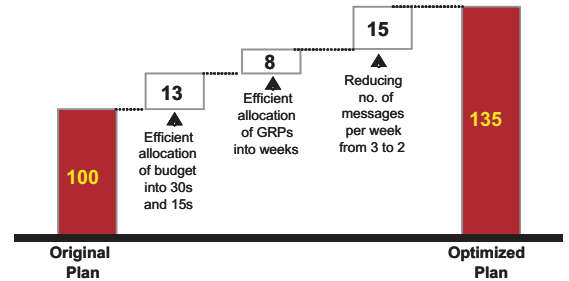 100
Original
Plan
13
Efficient
allocation
of budget
into 30s
and 15s
8
Efficient
allocation
of GRPs
into weeks
15
Reducing
no. of
messages
per week
from 3 to 2
135
Optimized
Plan